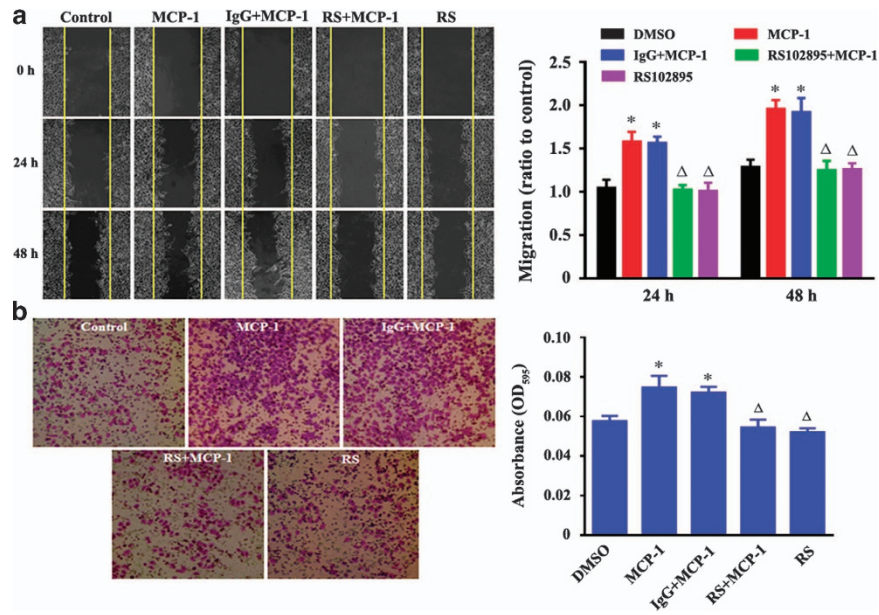 a
Control MCP-1 IgG+MCP-1 RS+MCP-1 RS
0 h
24 h
48 h
DMSO MCP-1
IgG+MCP-1 RS102895+MCP-1
RS102895
Migration (ratio to control)
2.5
2.0
1.5
1.0
0.5
0
* * Δ Δ * * Δ Δ
24 h 48 h
b
Control MCP-1 IgG+MCP-1
RS+MCP-1 RS
Absorbance (OD595)
0.10
0.08
0.06
0.04
0.02
0
* * Δ Δ
DMSO MCP-1 IgG+MCP-1 RS+MCP-1 RS